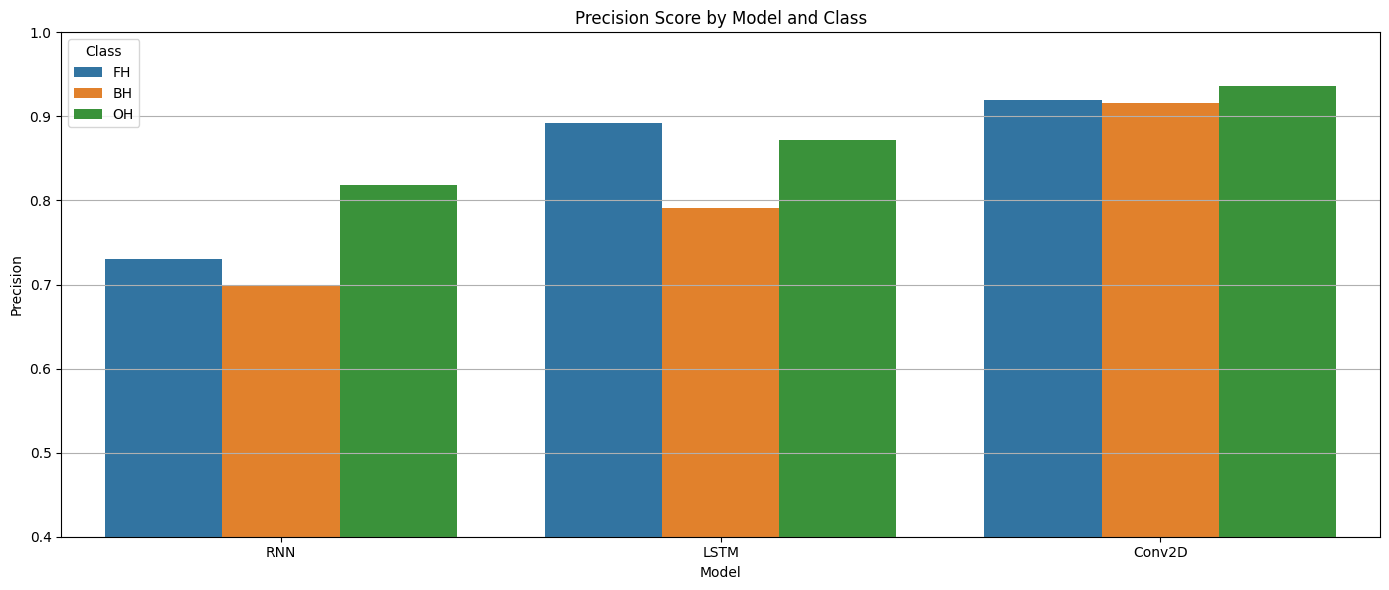 Precision Score by Model and Class
Class
FH
BH
OH
Precision
1.0
0.9
0.8
0.7
0.6
0.5
0.4
RNN
LSTM
Conv2D
Model